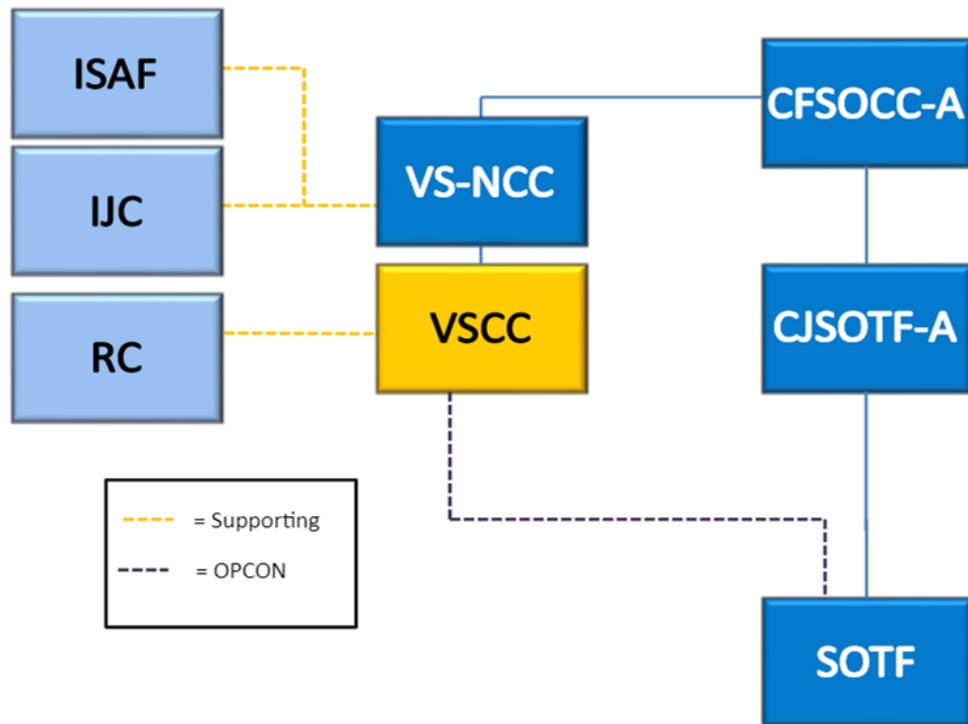 ISAF
IJC
RC
VS-NCC
VSCC
CFSOCC-A
CJSOTF-A
SOTF
= Supporting
= OPCON